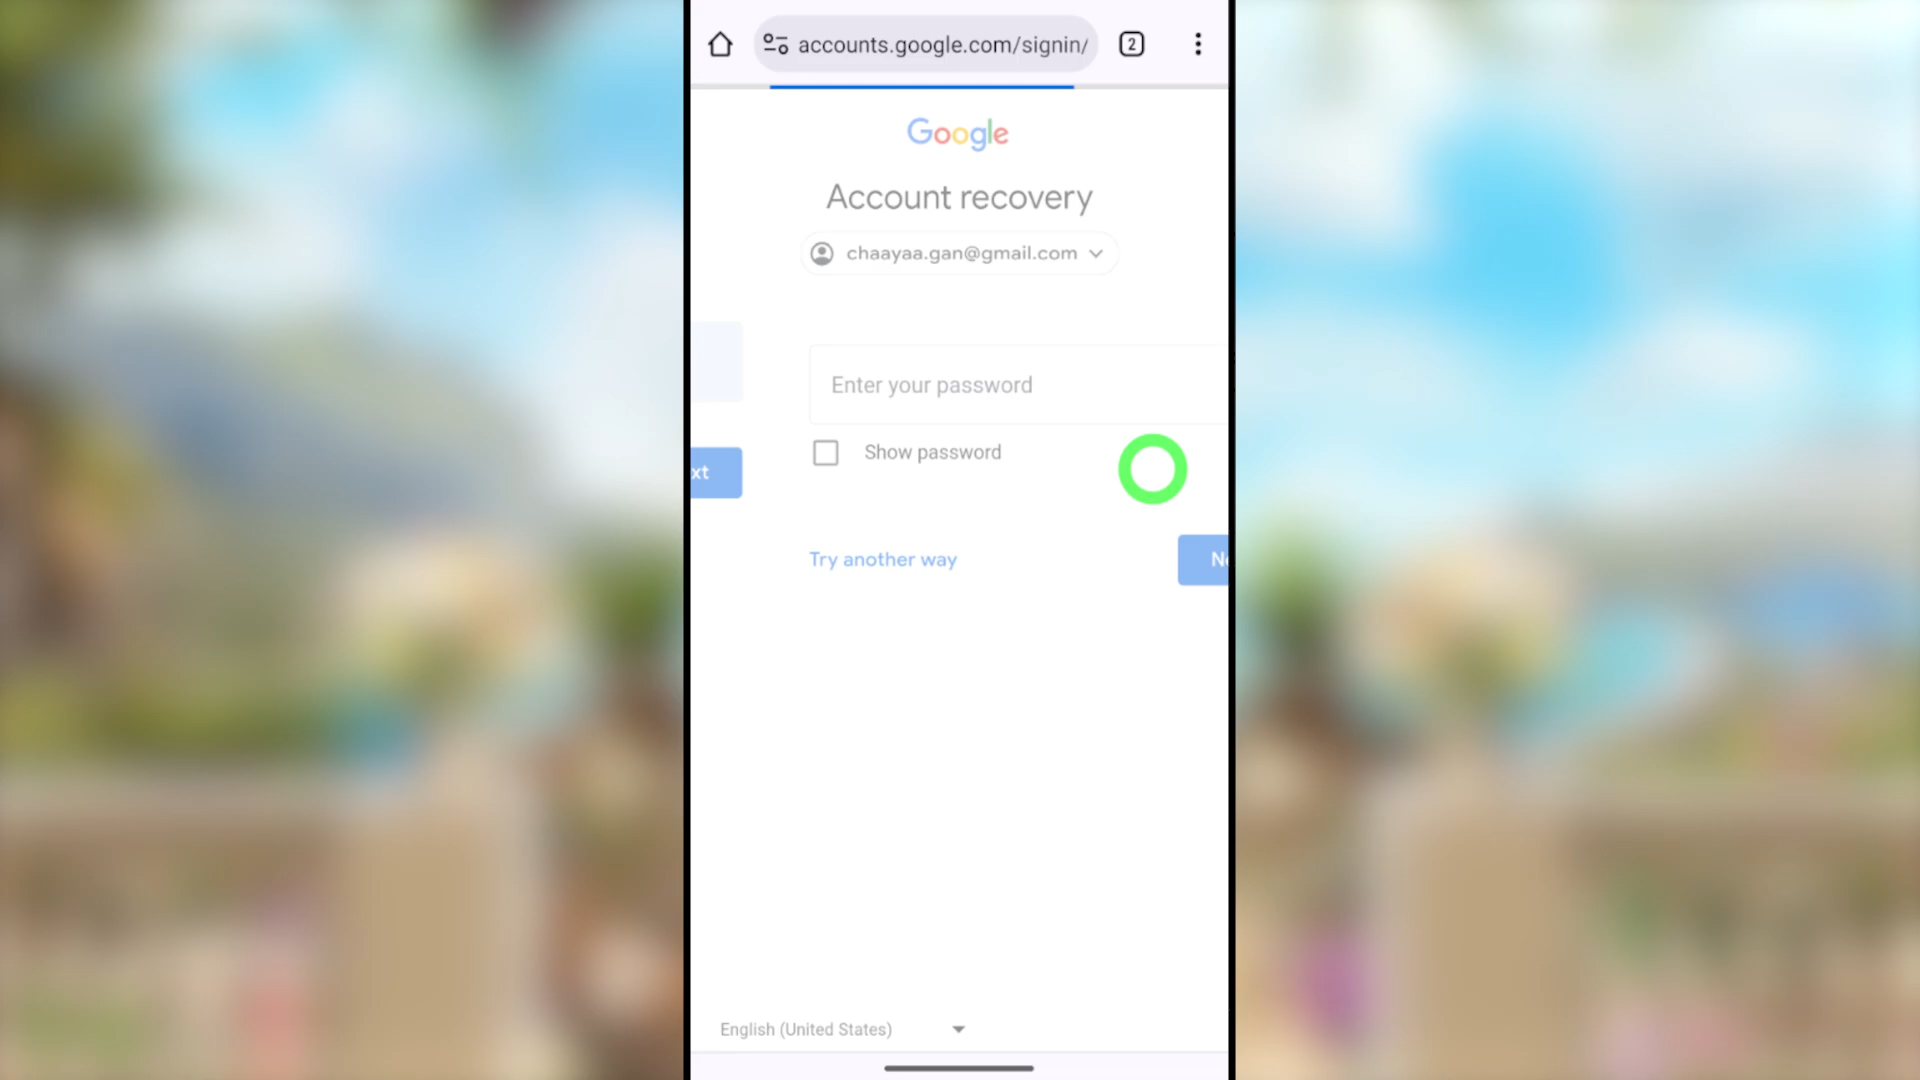 accounts.google.com/signin/
2
Google
Account recovery
chaayaa.gan@gmail.com
Enter your password
Show password
xt
Try another way
Ne
English (United States)